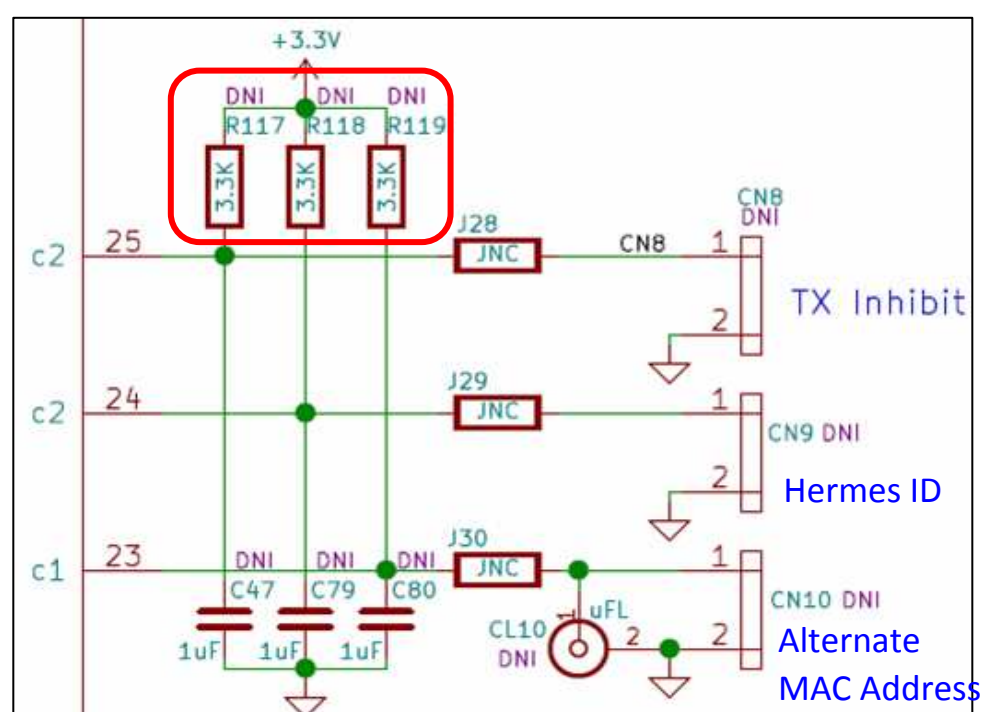 +3.3V
DNI DNI DNI
R117 R118 R119
3.3K 3.3K 3.3K
c2 25 J28 JNC CN8 1 CN8 DNI
2 TX Inhibit
c2 24 J29 JNC 1 CN9 DNI
2 Hermes ID
c1 23 DNI DNI DNI J30 JNC 1
C47 C79 C80 uFL CN10 DNI
1uF 1uF 1uF CL10 DNI 1 2 2 Alternate
MAC Address